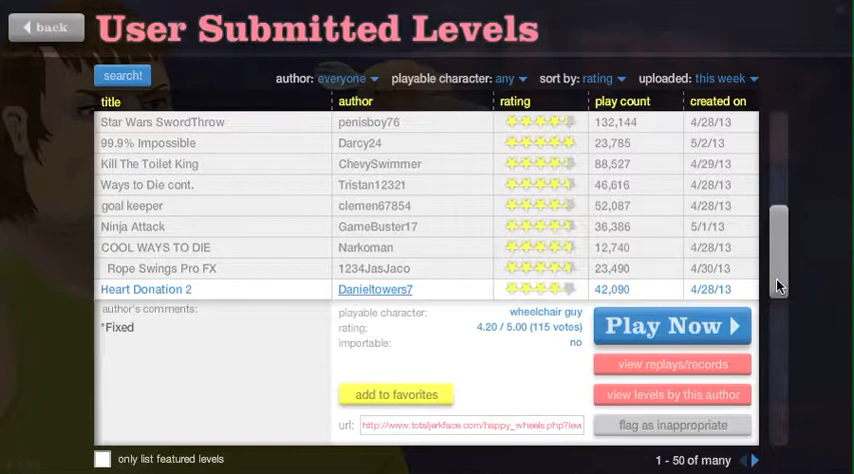 back
User Submitted Levels
search!
author: everyone playable character: any sort by: rating uploaded: this week
title author rating play count created on
Star Wars SwordThrow penisboy76 132,144 4/28/13
99.9% Impossible Darcy24 23,785 5/2/13
Kill The Toilet King ChevySwimmer 88,527 4/29/13
Ways to Die cont. Tristan12321 46,616 4/28/13
goal keeper clemen67854 52,087 4/28/13
Ninja Attack GameBuster17 36,386 5/1/13
COOL WAYS TO DIE Narkoman 12,740 4/28/13
Rope Swings Pro FX 1234JasJaco 23,490 4/30/13
Heart Donation 2 Danieltowers7 42,090 4/28/13
author's comments:
*Fixed
playable character: wheelchair guy
rating: 4.20 / 5.00 (115 votes)
importable: no
Play Now
view replays/records
add to favorites
view levels by this author
url: http://www.totaljerkface.com/happy_wheels.php?lev
flag as inappropriate
only list featured levels
1 - 50 of many